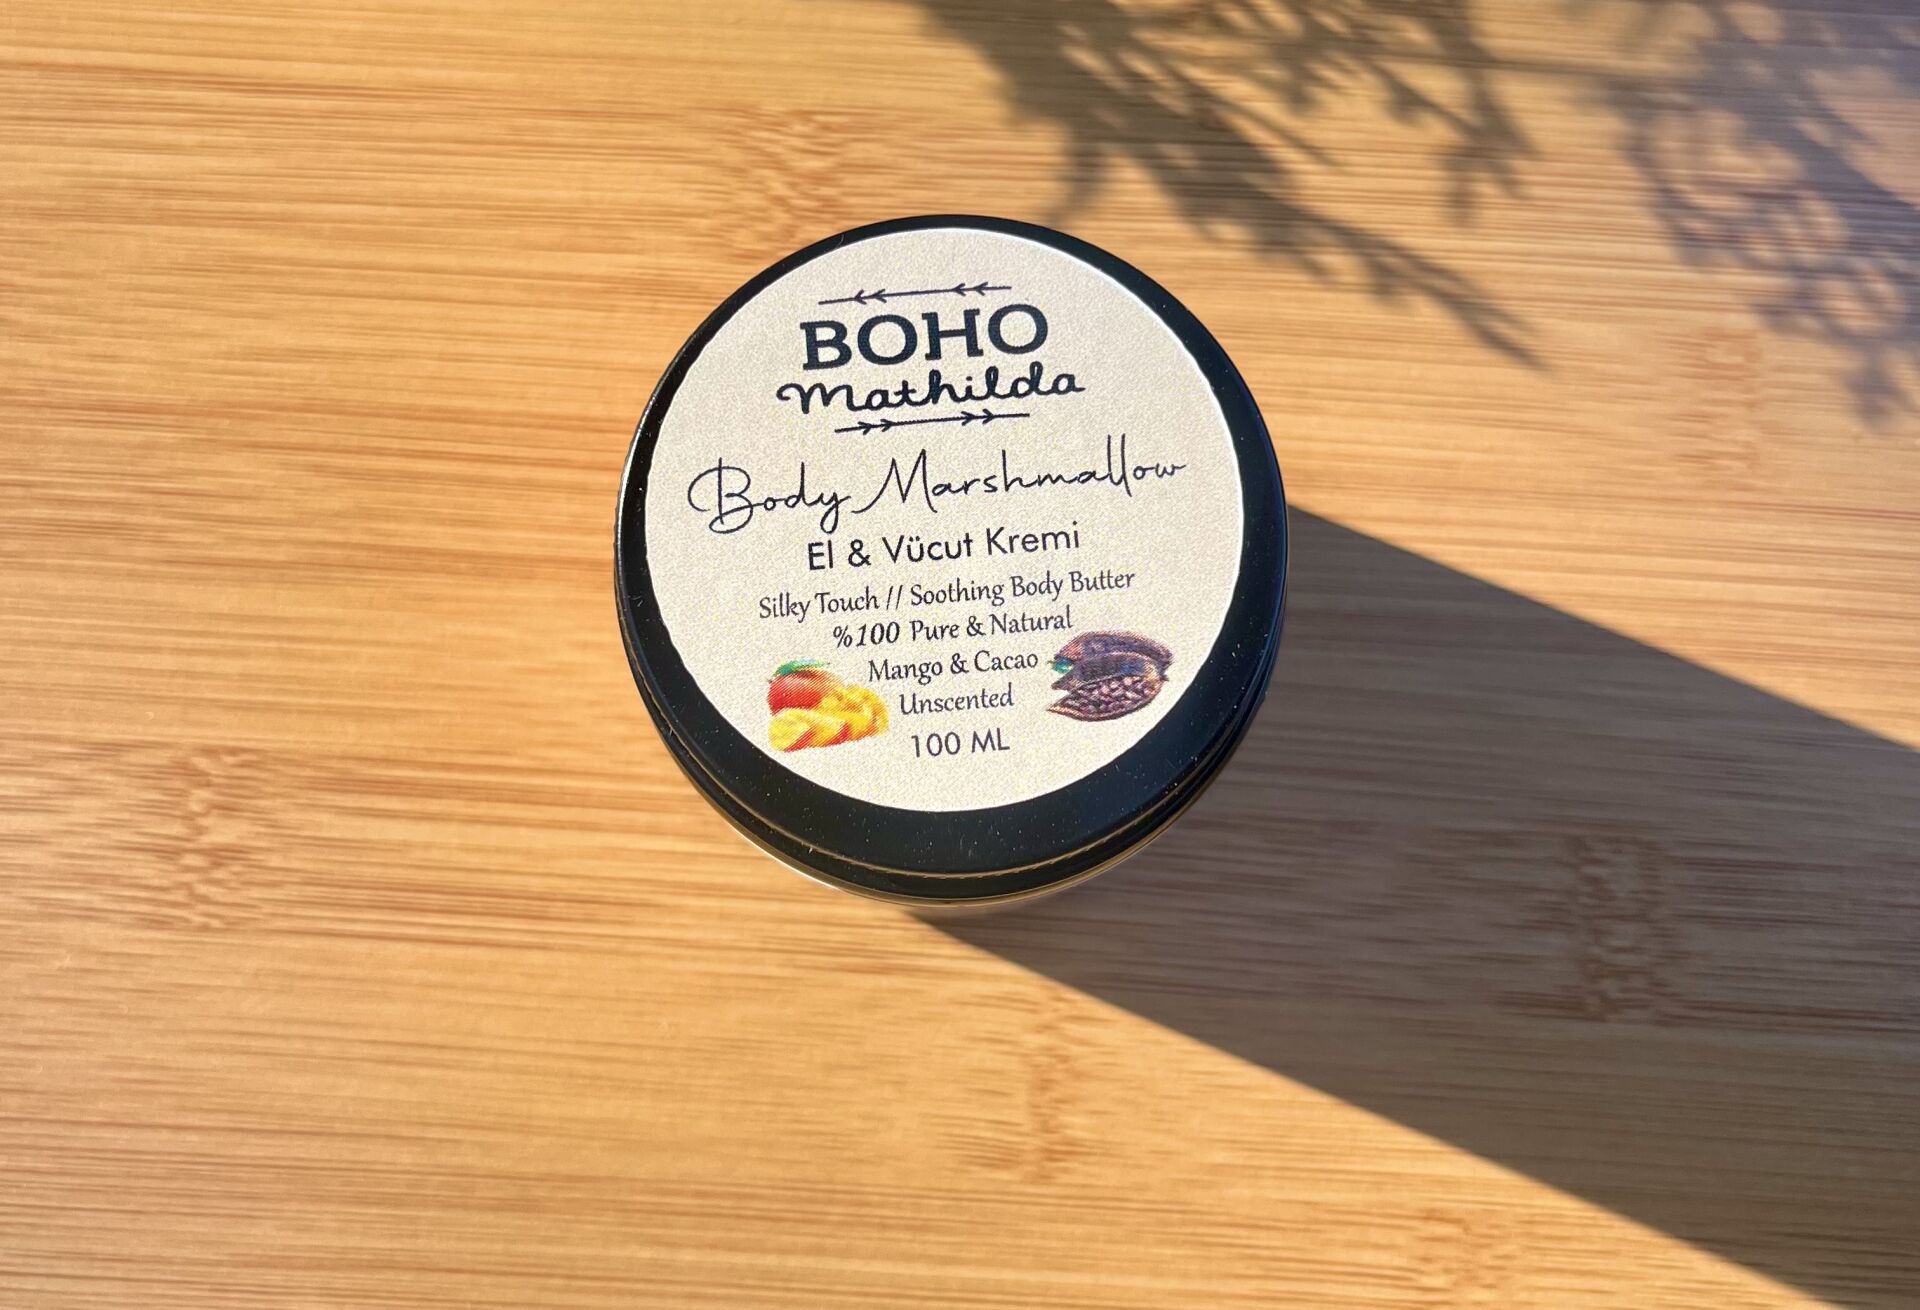 BOHO
Mathilda
Body Marshmallow
El & Vücut Kremi
Silky Touch // Soothing Body Butter
%100 Pure & Natural
Mango & Cacao
Unscented
100 ML